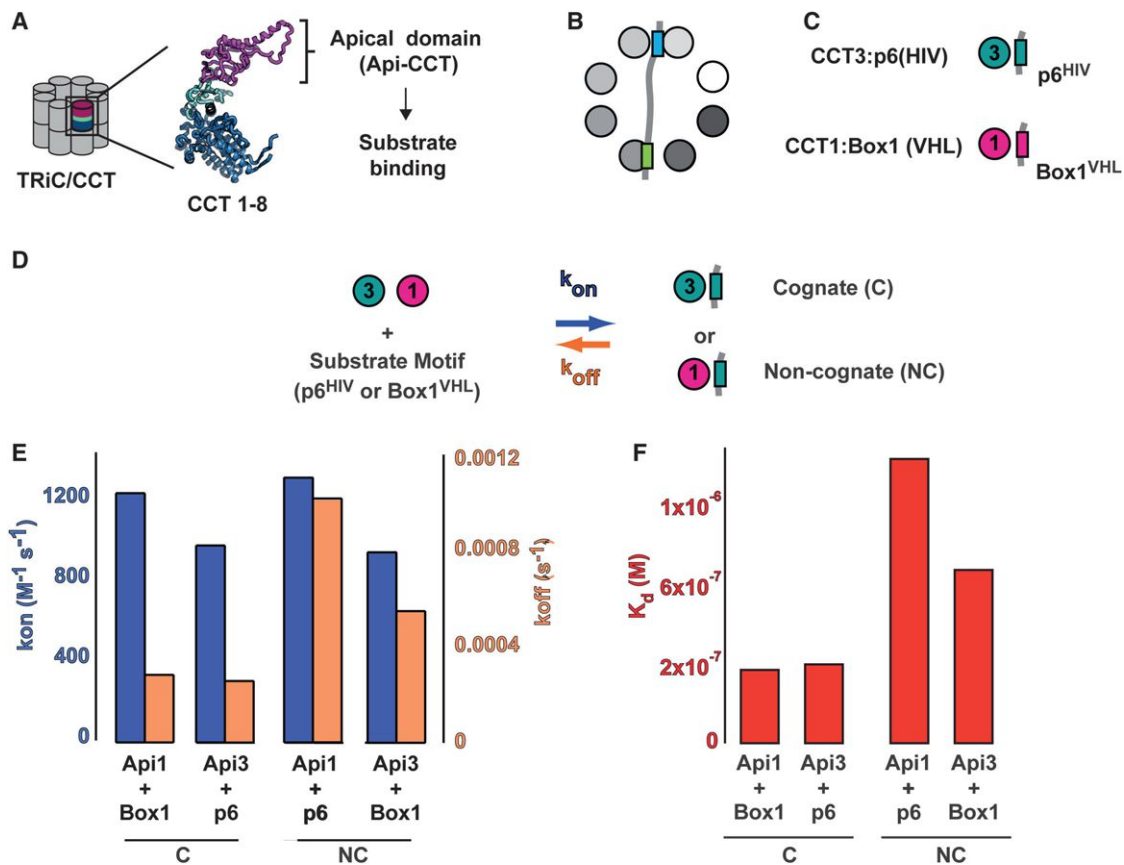 A
TRiC/CCT
CCT 1-8
Apical domain
(Api-CCT)
Substrate
binding
B
C
CCT3:p6(HIV)
3
p6HIV
CCT1:Box1 (VHL)
1
Box1VHL
D
3 1
+
Substrate Motif
(p6HIV or Box1VHL)
kon
koff
3
Cognate (C)
or
1
Non-cognate (NC)
E
kon (M-1 s-1)
1200
800
400
0
koff (s-1)
0.0012
0.0008
0.0004
0
Api1 Api3 Api1 Api3
+ + + +
Box1 p6 p6 Box1
C NC
F
Kd (M)
1x10-6
6x10-7
2x10-7
0
Api1 Api3 Api1 Api3
+ + + +
Box1 p6 p6 Box1
C NC